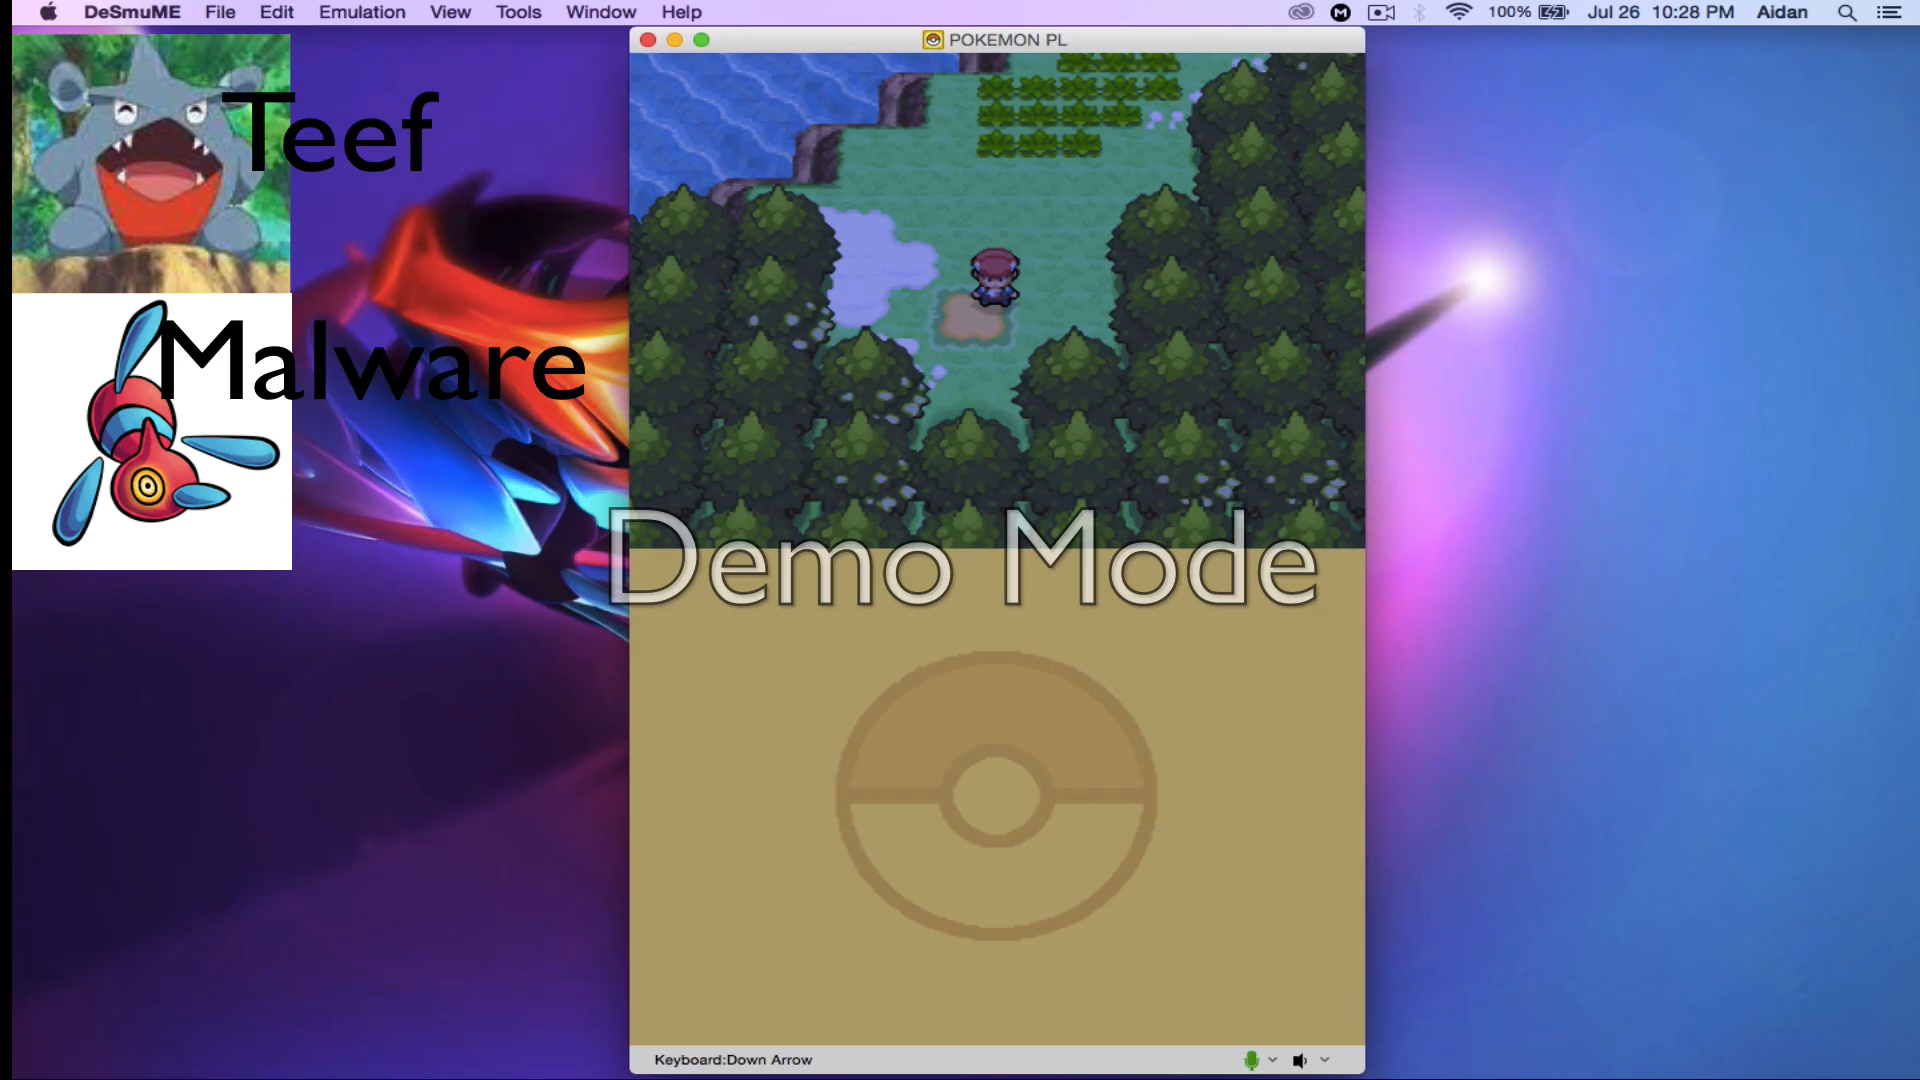 DeSmuME File Edit Emulation View Tools Window Help 100% Jul 26 10:28 PM Aidan
POKEMON PL
Teef
Malware
Demo Mode
Keyboard:Down Arrow